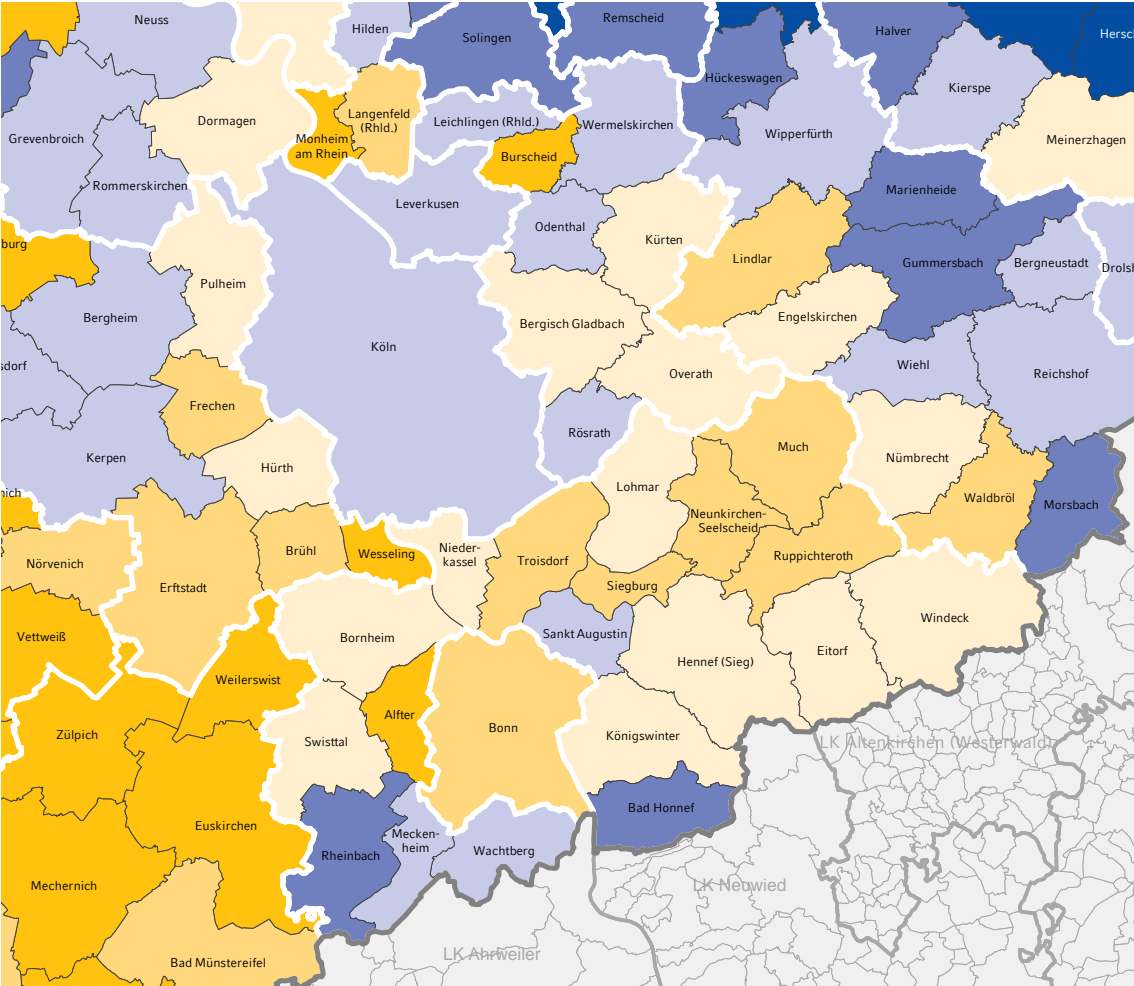 Neuss
Hilden
Solingen
Remscheid
Halver
Hersc
Hückeswagen
Kierspe
Langenfeld
(Rhld.)
Dormagen
Leichlingen (Rhld.)
Wermelskirchen
Wipperfürth
Grevenbroich
Monheim
am Rhein
Meinerzhagen
Burscheid
Rommerskirchen
Marienheide
Leverkusen
Odenthal
Kürten
burg
Lindlar
Gummersbach
Bergneustadt
Drolsh
Pulheim
Bergheim
Bergisch Gladbach
Engelskirchen
Köln
sdorf
Overath
Wiehl
Reichshof
Frechen
Rösrath
Much
Kerpen
Hürth
Nümbrecht
Lohmar
nich
Waldbröl
Morsbach
Neunkirchen-
Seelscheid
Nörvenich
Brühl
Wesseling
Nieder-
kassel
Troisdorf
Ruppichteroth
Erftstadt
Siegburg
Windeck
Vettweiß
Bornheim
Sankt Augustin
Eitorf
Hennef (Sieg)
Weilerswist
Zülpich
Alfter
Swisttal
Bonn
Königswinter
LK Altenkirchen (Westerwald)
Bad Honnef
Euskirchen
Mecken-
heim
Rheinbach
Wachtberg
Mechernich
LK Neuwied
LK Ahrweiler
Bad Münstereifel